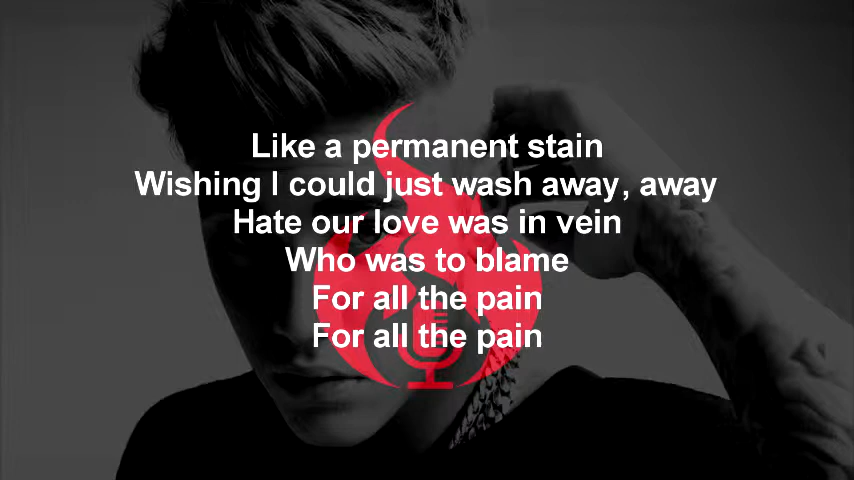 Like a permanent stain
Wishing I could just wash away, away
Hate our love was in vein
Who was to blame
For all the pain
For all the pain